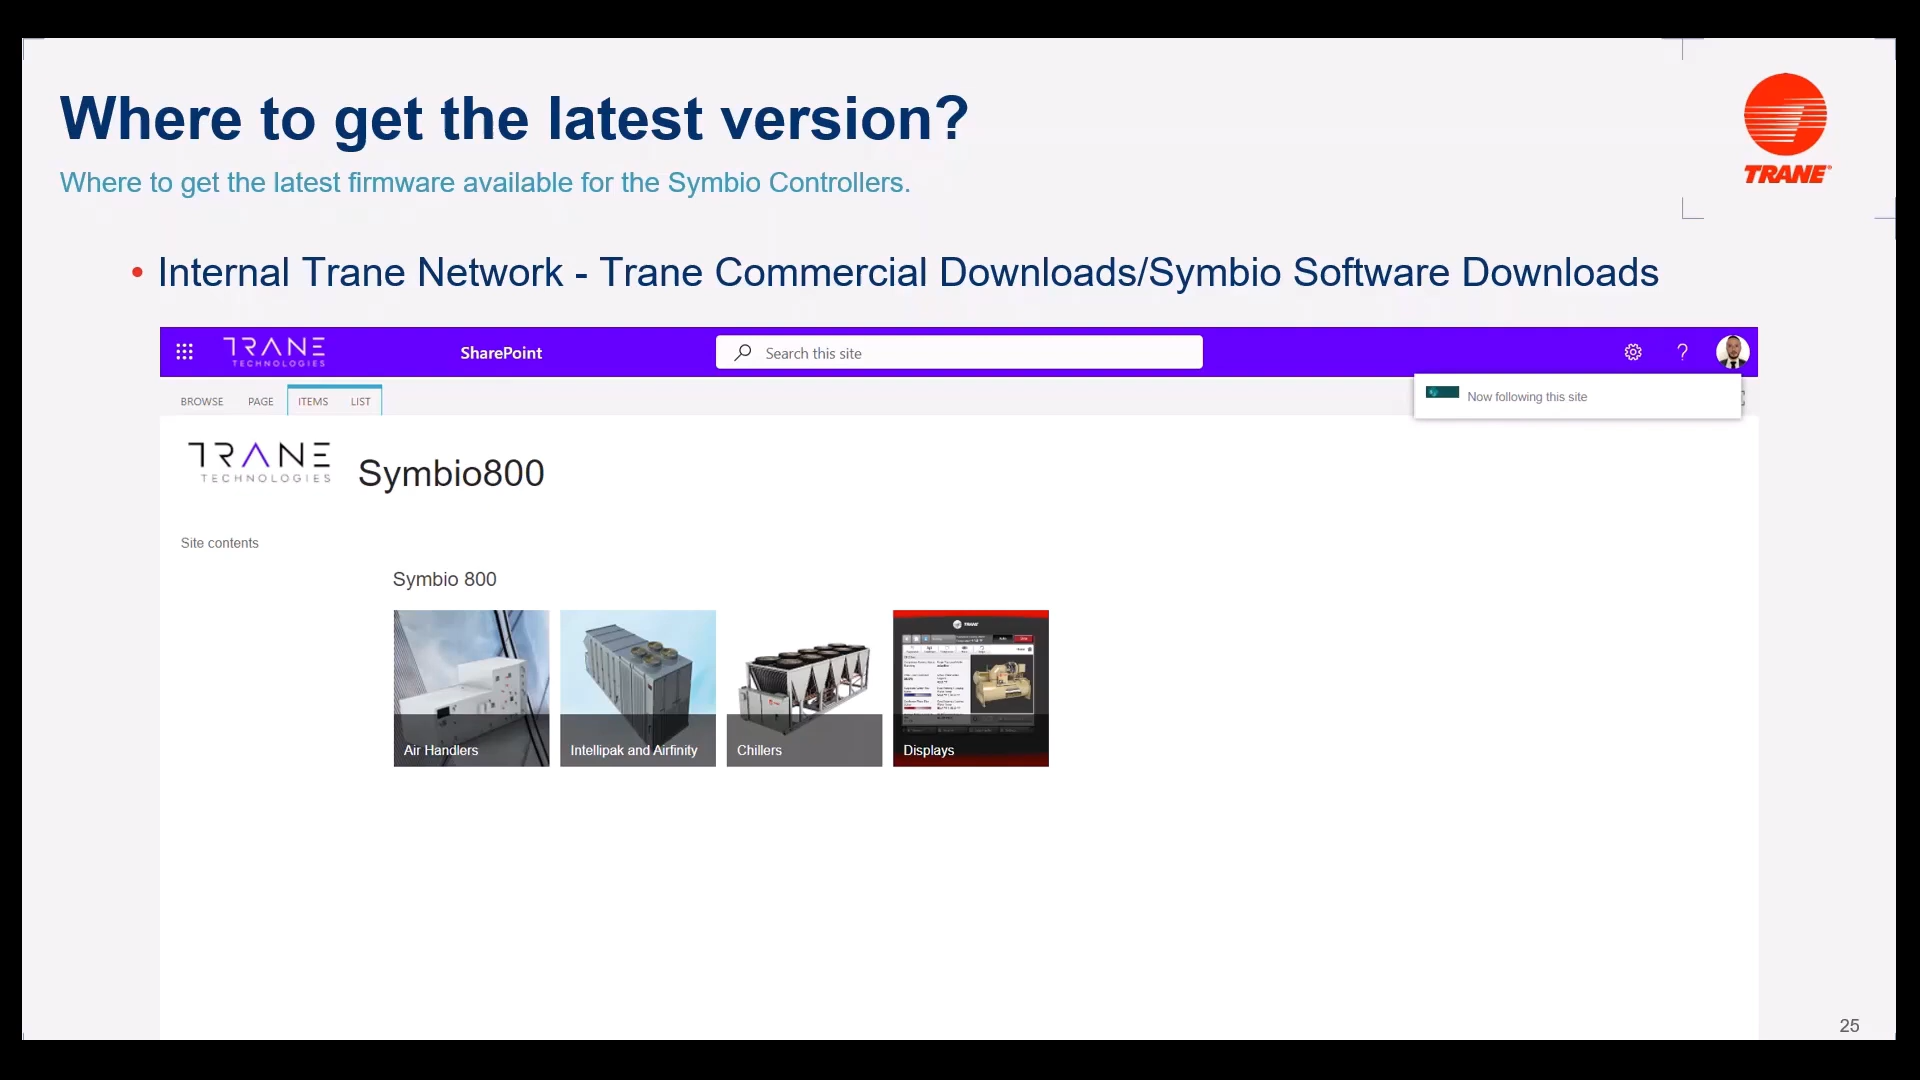 Where to get the latest version?
Where to get the latest firmware available for the Symbio Controllers.
TRANE
• Internal Trane Network - Trane Commercial Downloads/Symbio Software Downloads
TRANE
TECHNOLOGIES
SharePoint
Search this site
?
BROWSE PAGE ITEMS LIST
Now following this site
TRANE
TECHNOLOGIES
Symbio800
Site contents
Symbio 800
TRANE
Air Handlers
Intellipak and Airfinity
Chillers
Displays
25